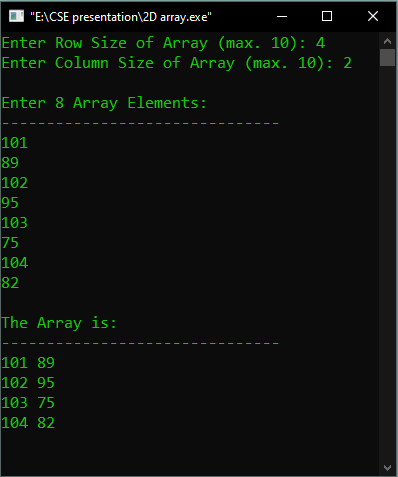 "E:\CSE presentation\2D array.exe"
Enter Row Size of Array (max. 10): 4
Enter Column Size of Array (max. 10): 2
Enter 8 Array Elements:
-------------------------------
101
89
102
95
103
75
104
82
The Array is:
-------------------------------
101 89
102 95
103 75
104 82